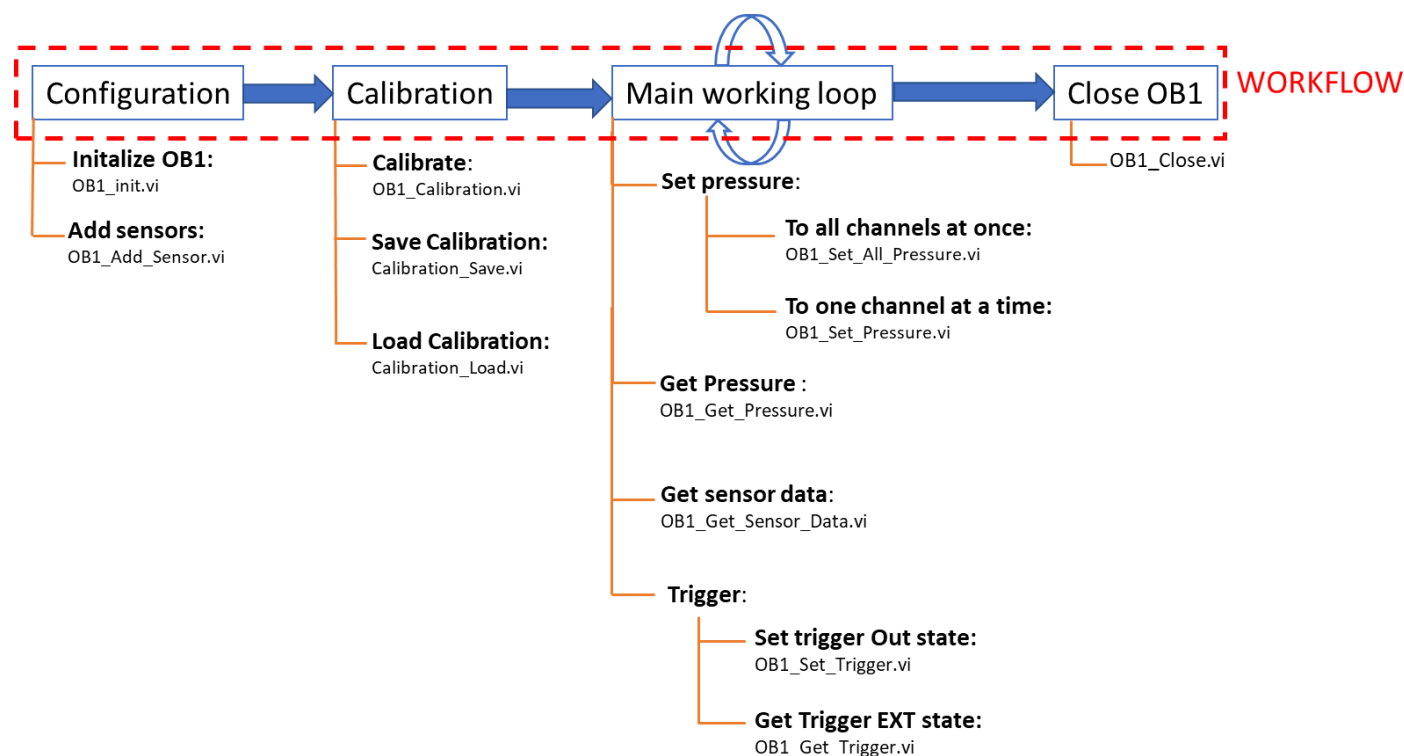 Configuration
Calibration
Main working loop
Close OB1
WORKFLOW
Initalize OB1:
OB1_init.vi
Add sensors:
OB1_Add_Sensor.vi
Calibrate:
OB1_Calibration.vi
Save Calibration:
Calibration_Save.vi
Load Calibration:
Calibration_Load.vi
Set pressure:
To all channels at once:
OB1_Set_All_Pressure.vi
To one channel at a time:
OB1_Set_Pressure.vi
Get Pressure :
OB1_Get_Pressure.vi
Get sensor data:
OB1_Get_Sensor_Data.vi
Trigger:
Set trigger Out state:
OB1_Set_Trigger.vi
Get Trigger EXT state:
OB1_Get_Trigger.vi
OB1_Close.vi